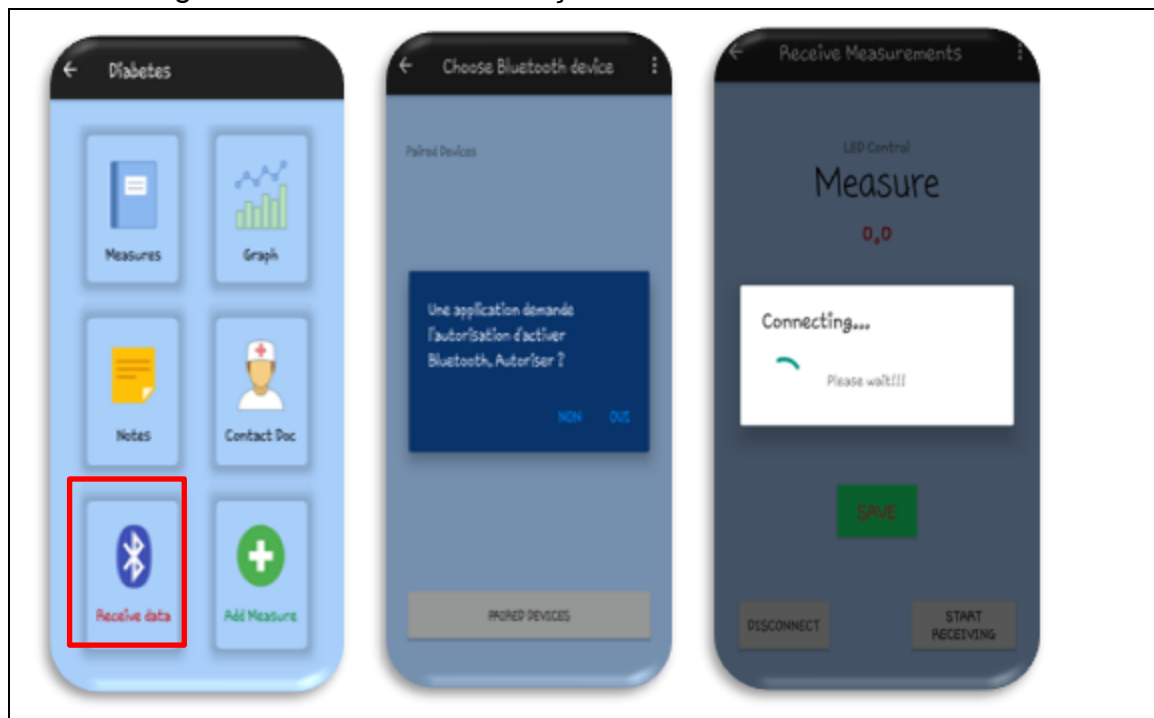 Diabetes
Measures
Graph
Notes
Contact Doc
Receive data
Add Measure
Choose Bluetooth device
Paired Devices
Une application demande
l'autorisation d'activer
Bluetooth. Autoriser ?
NON OUI
PAIRED DEVICES
Receive Measurements
LED Control
Measure
0.0
Connecting...
Please wait!!!
SAVE
DISCONNECT
START
RECEIVING